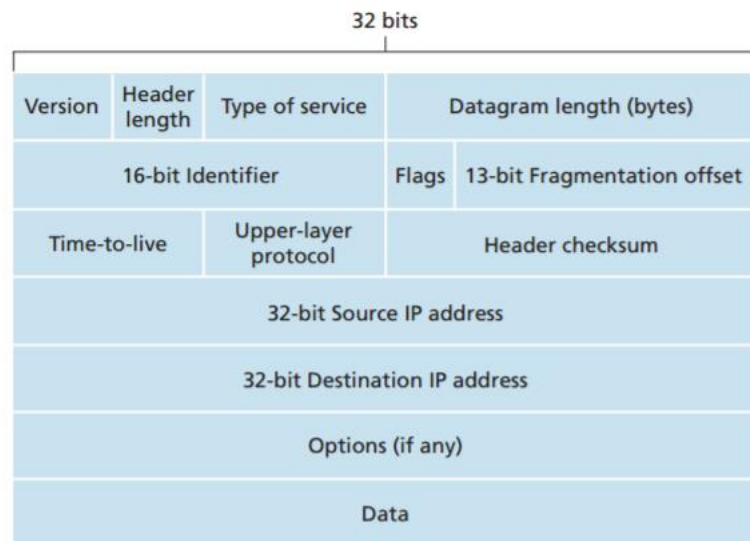 32 bits
Version
Header
length
Type of service
Datagram length (bytes)
16-bit Identifier
Flags
13-bit Fragmentation offset
Time-to-live
Upper-layer
protocol
Header checksum
32-bit Source IP address
32-bit Destination IP address
Options (if any)
Data